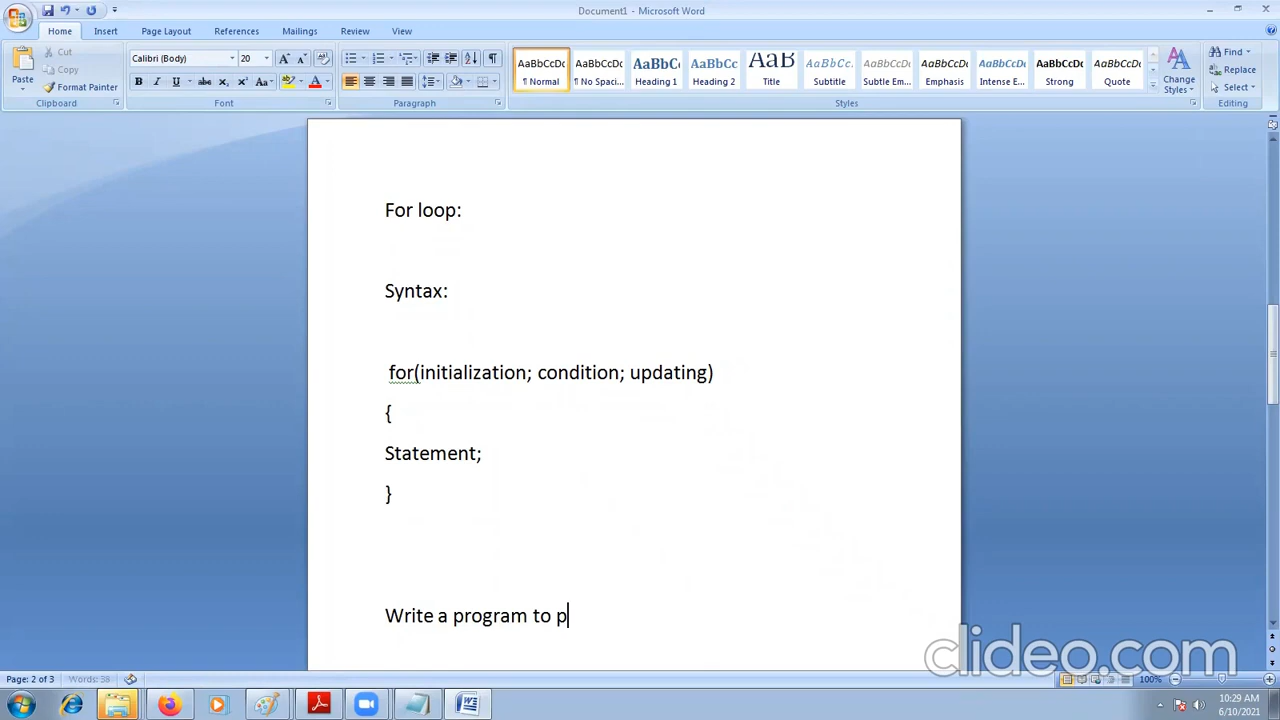 Document1 - Microsoft Word
Home Insert Page Layout References Mailings Review View
Paste
Cut
Copy
Format Painter
Clipboard
Calibri (Body) 20
Font
Paragraph
AaBbCcDc AaBbCcDc AaBbC AaBbCc AaB AaBbCc. AaBbCcDc AaBbCcDc AaBbCcDc AaBbCcDc
¶ Normal ¶ No Spaci... Heading 1 Heading 2 Title Subtitle Subtle Em... Emphasis Intense E... Strong Quote
Styles
Change
Styles
Find
Replace
Select
Editing
For loop:
Syntax:
for(initialization; condition; updating)
{
Statement;
}
Write a program to p
clideo.com
Page: 2 of 3 Words: 38 100%
10:29 AM
6/10/2021